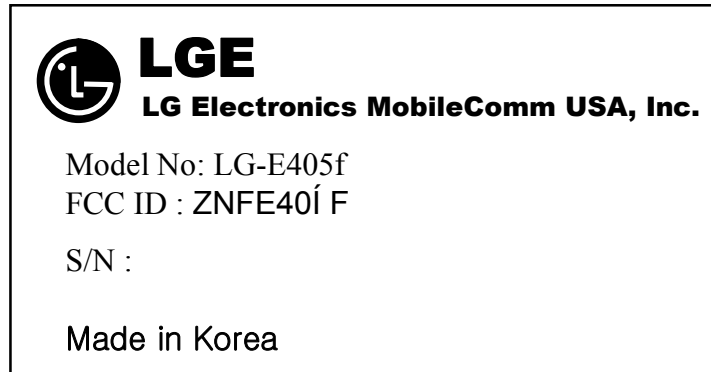 LGE
LG Electronics MobileComm USA, Inc.
Model No: LG-E405f
FCC ID : ZNFE40Í F
S/N :
Made in Korea